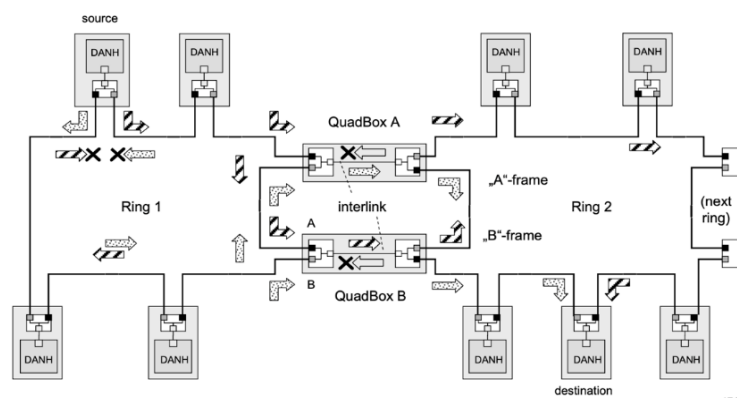 source
DANH
DANH
DANH
DANH
QuadBox A
„A“-frame
Ring 1
interlink
Ring 2
(next
ring)
A
„B“-frame
B
QuadBox B
DANH
DANH
DANH
DANH
DANH
destination